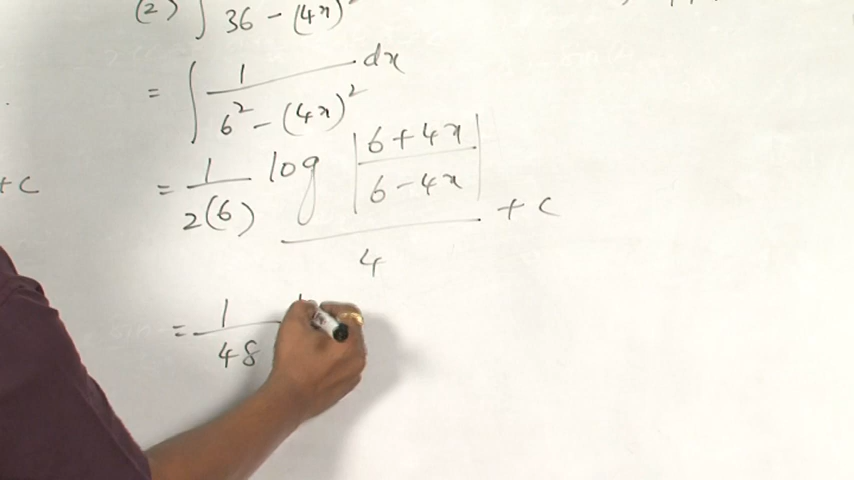 (2) ∫ 36 - (4x)²
= ∫ 1 / 6² - (4x)² dx
+ c
= 1 / 2(6) log |6 + 4x / 6 - 4x| / 4 + c
= 1 / 48